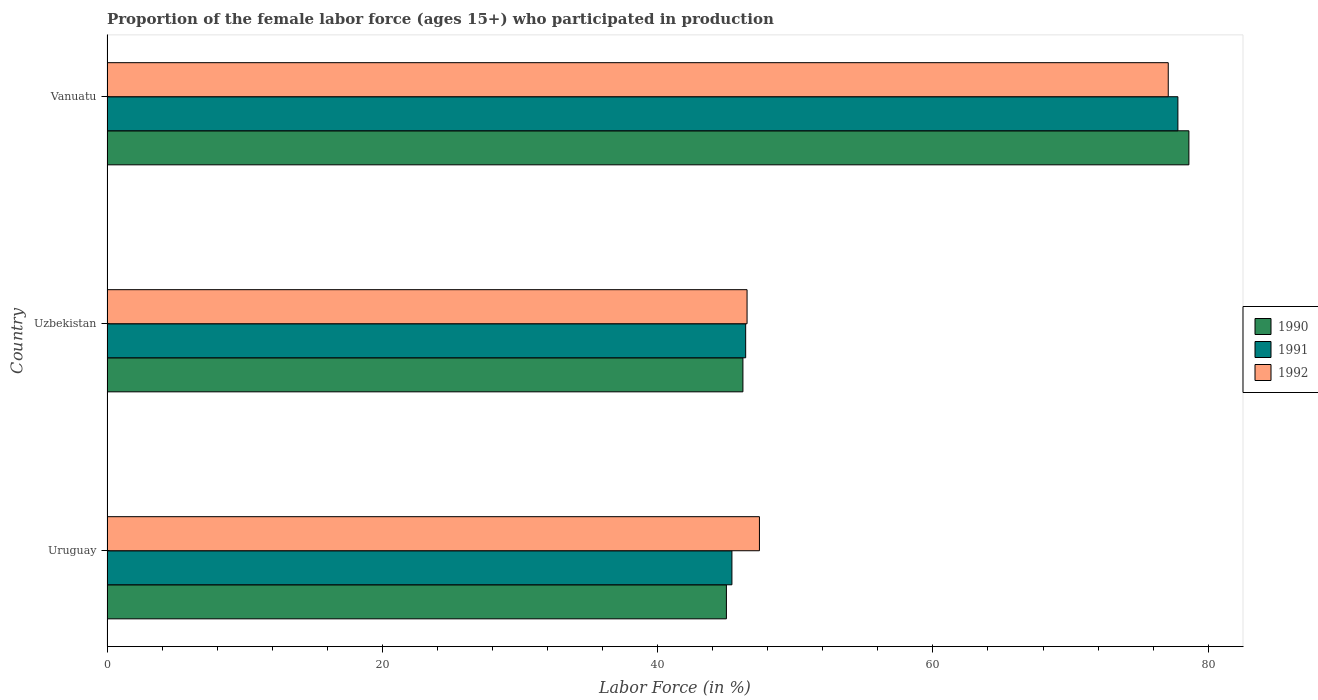 Proportion of the female labor force (ages 15+) who participated in production
Country
Vanuatu
Uzbekistan
Uruguay
0
20
40
60
80
Labor Force (in %)
1990
1991
1992